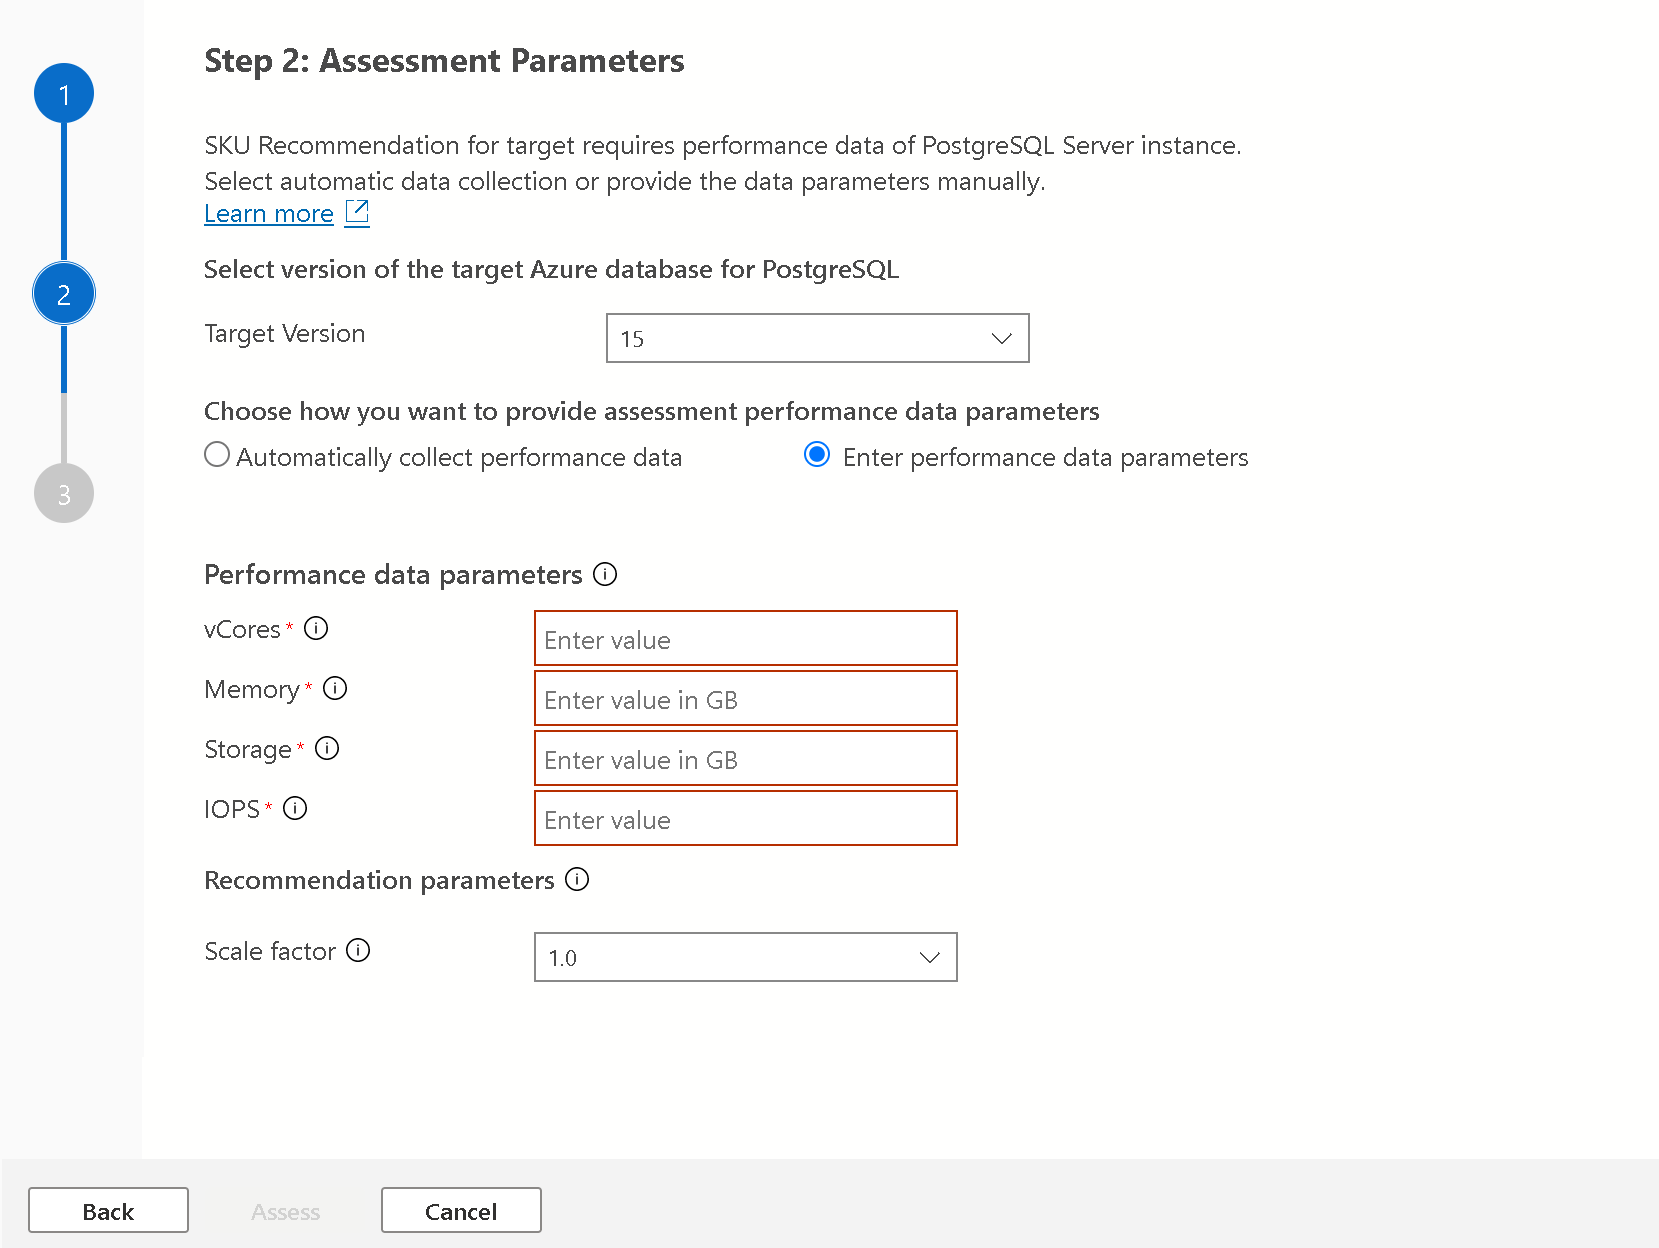 Step 2: Assessment Parameters
1
SKU Recommendation for target requires performance data of PostgreSQL Server instance.
Select automatic data collection or provide the data parameters manually.
Learn more
Select version of the target Azure database for PostgreSQL
2
Target Version
15
Choose how you want to provide assessment performance data parameters
Automatically collect performance data
Enter performance data parameters
3
Performance data parameters
vCores*
Enter value
Memory*
Enter value in GB
Storage*
Enter value in GB
IOPS*
Enter value
Recommendation parameters
Scale factor
1.0
Back
Assess
Cancel